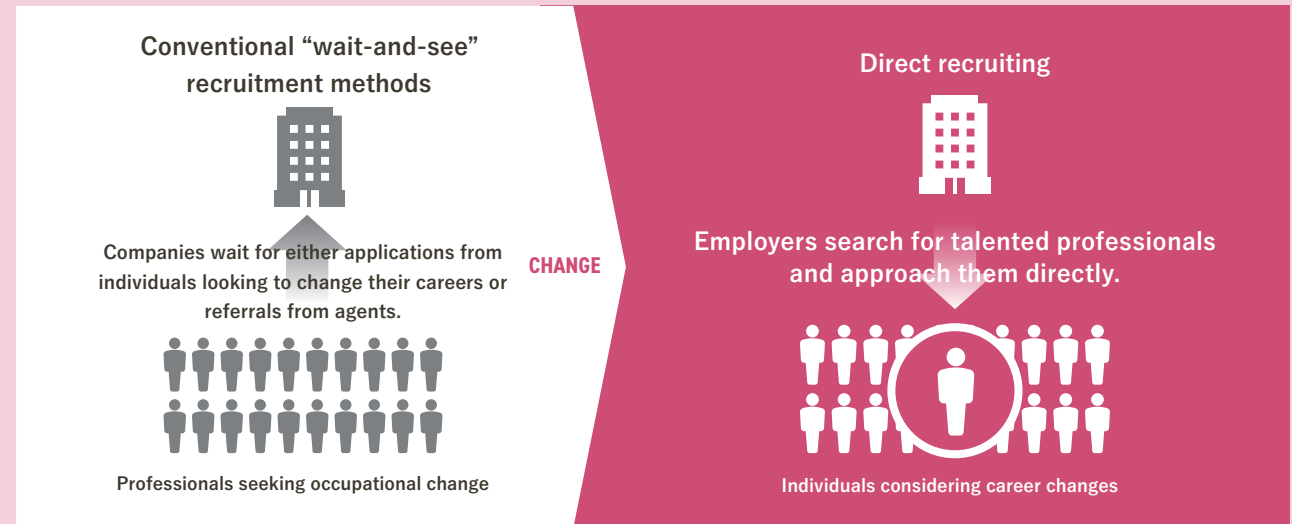 Conventional “wait-and-see”
recruitment methods
Companies wait for either applications from
individuals looking to change their careers or
referrals from agents.
Professionals seeking occupational change
CHANGE
Direct recruiting
Employers search for talented professionals
and approach them directly.
Individuals considering career changes